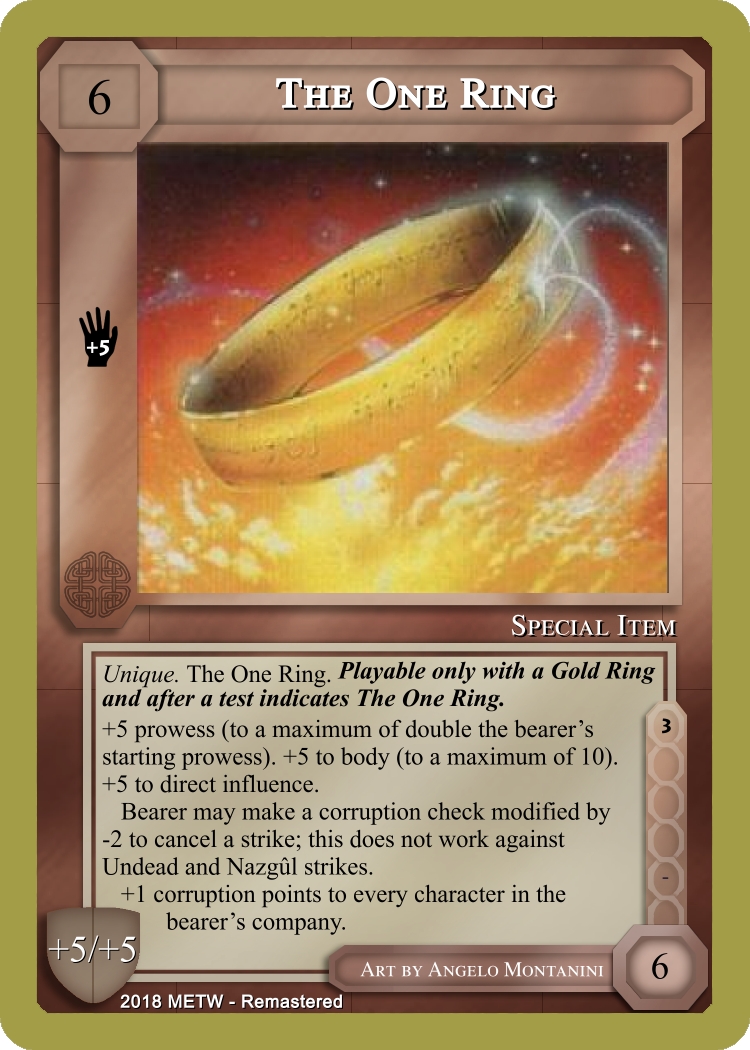 6
The One Ring
+5
Special Item
Unique. The One Ring. Playable only with a Gold Ring
and after a test indicates The One Ring.
+5 prowess (to a maximum of double the bearer's
starting prowess). +5 to body (to a maximum of 10).
+5 to direct influence.
Bearer may make a corruption check modified by
-2 to cancel a strike; this does not work against
Undead and Nazgûl strikes.
+1 corruption points to every character in the
bearer's company.
3
-
+5/+5
Art by Angelo Montanini
6
2018 METW - Remastered